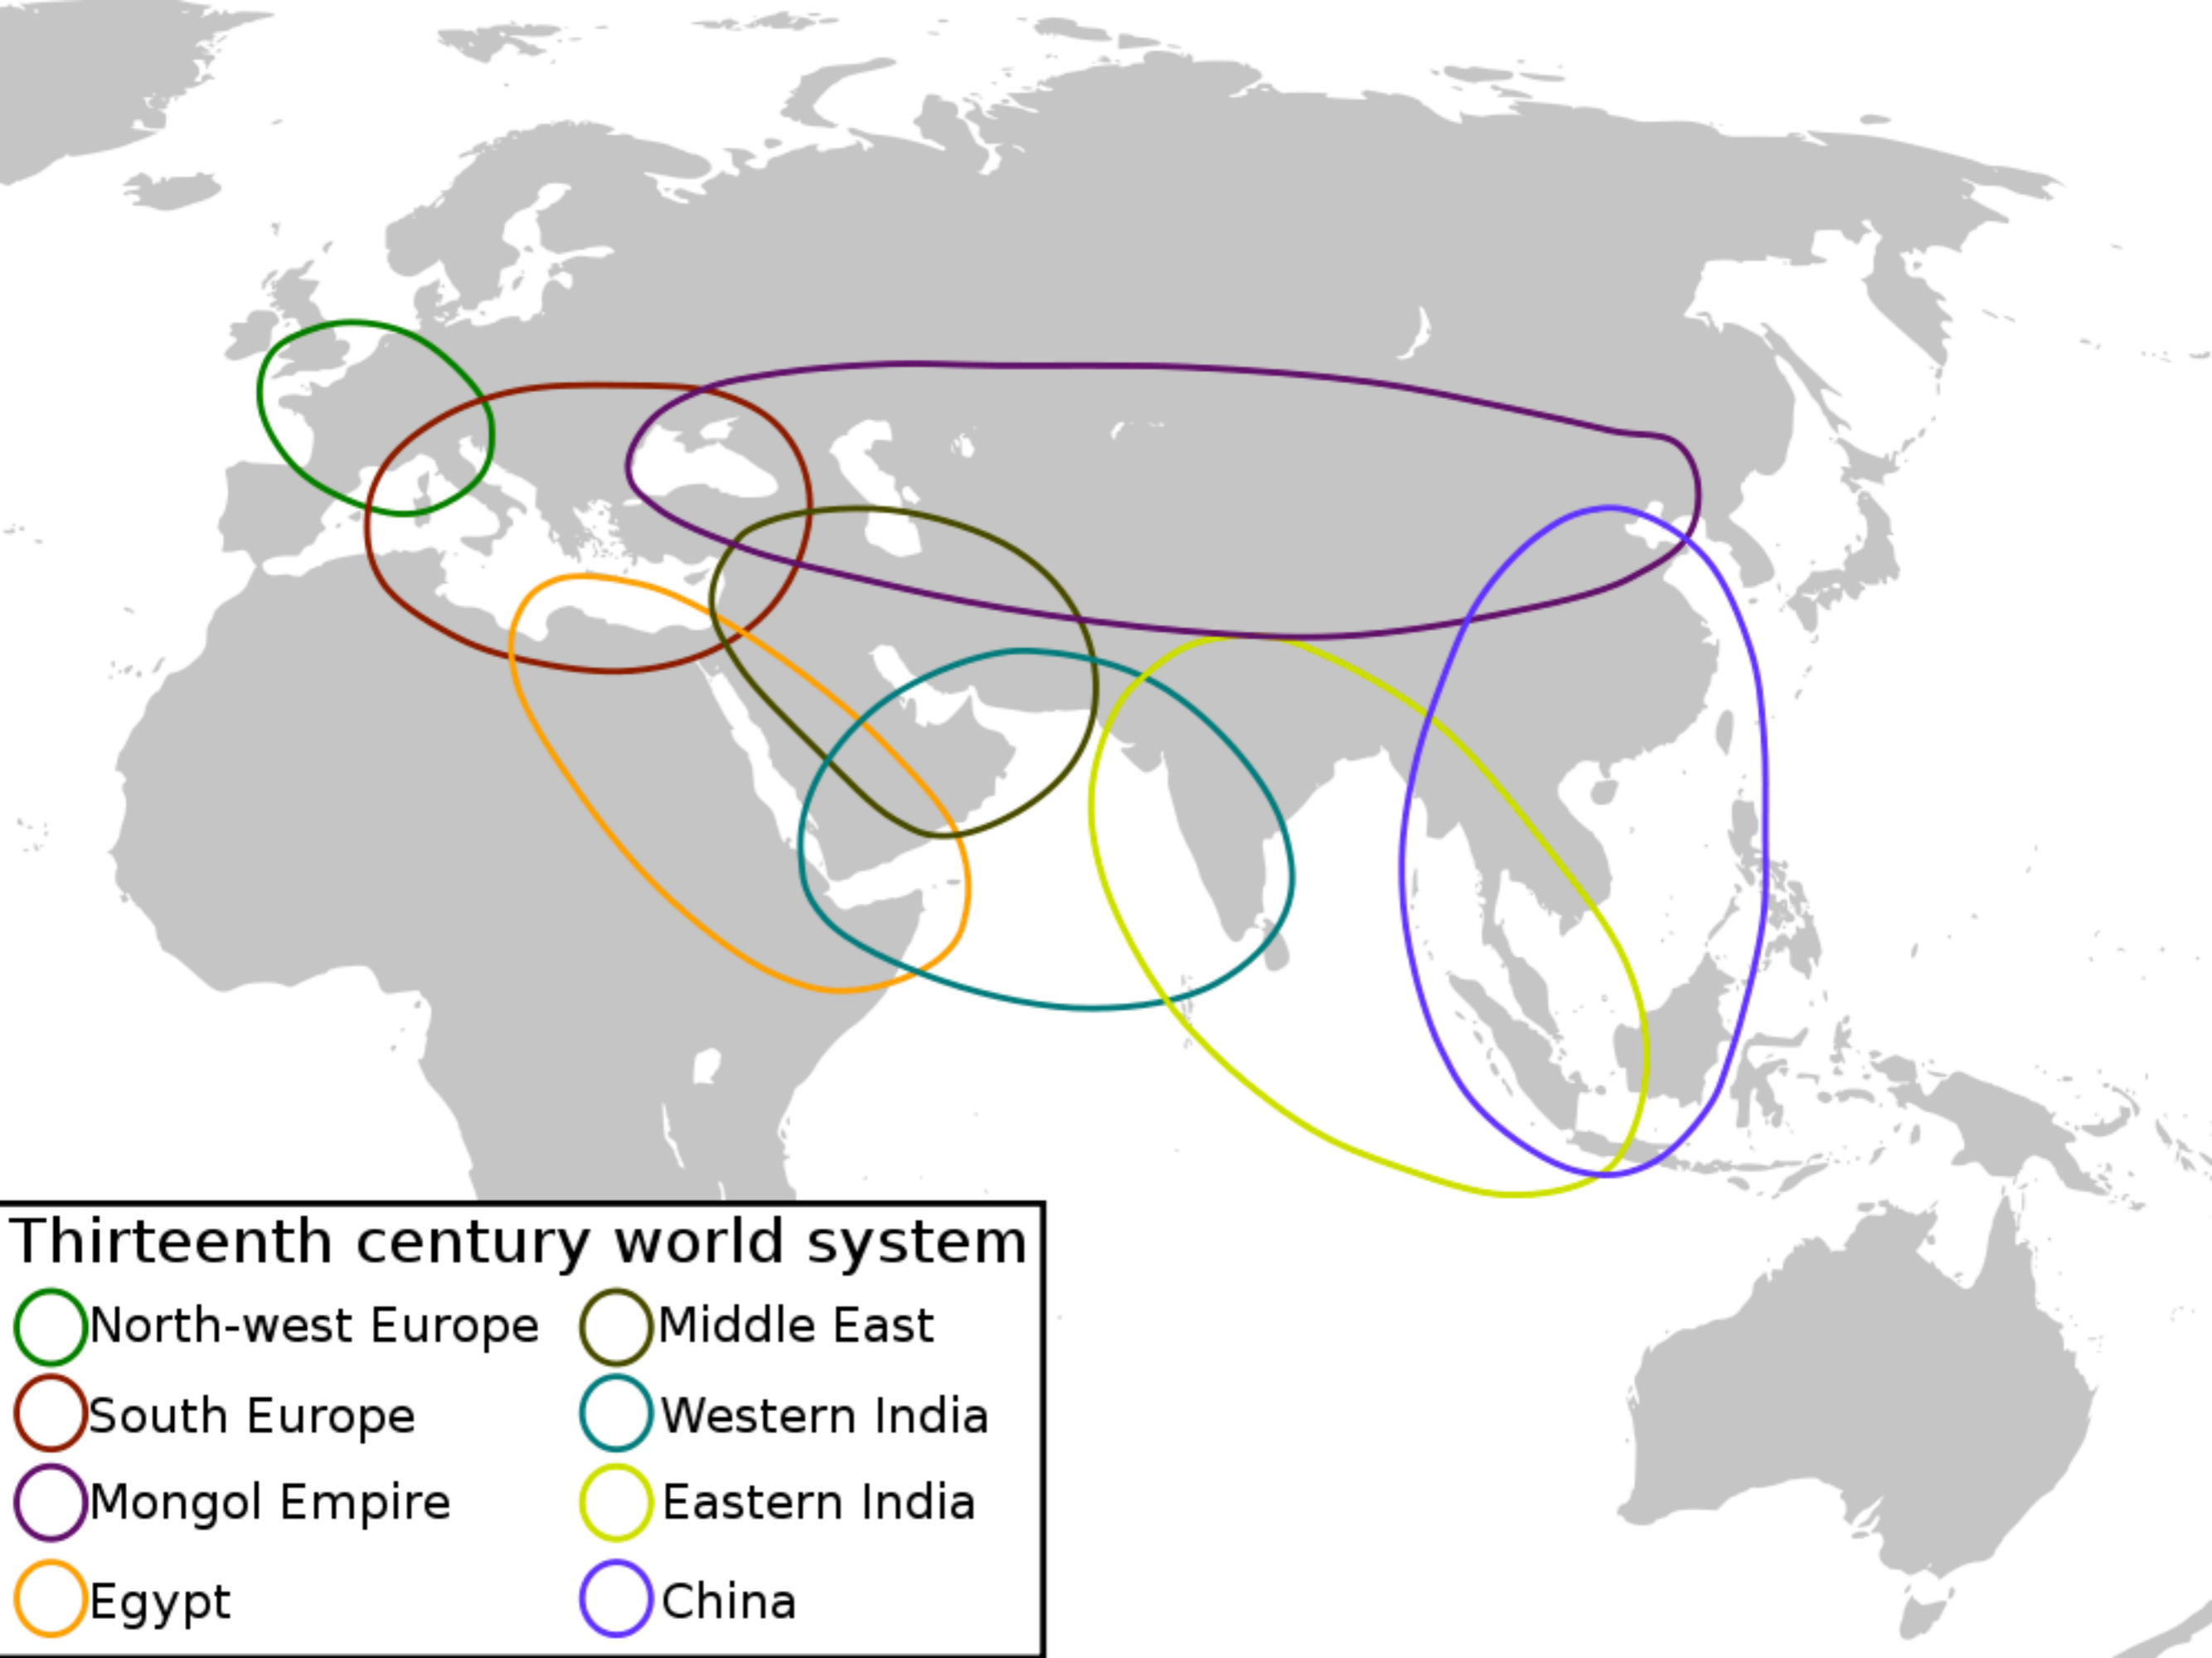 Thirteenth century world system
North-west Europe
Middle East
South Europe
Western India
Mongol Empire
Eastern India
Egypt
China